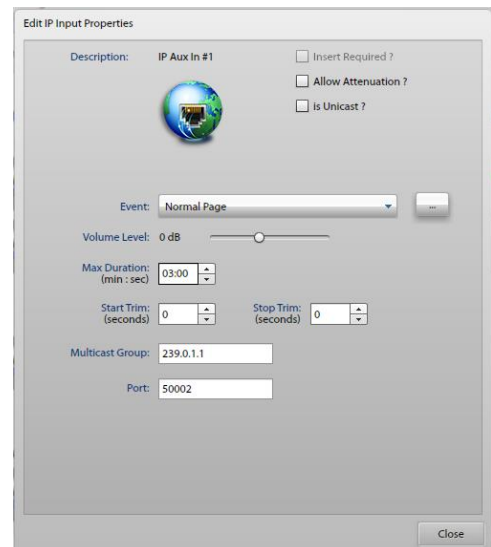 Edit IP Input Properties
Description: IP Aux In #1
Insert Required ?
Allow Attenuation ?
is Unicast ?
Event: Normal Page ...
Volume Level: 0 dB
Max Duration: 03:00
(min : sec)
Start Trim: 0 Stop Trim: 0
(seconds) (seconds)
Multicast Group: 239.0.1.1
Port: 50002
Close